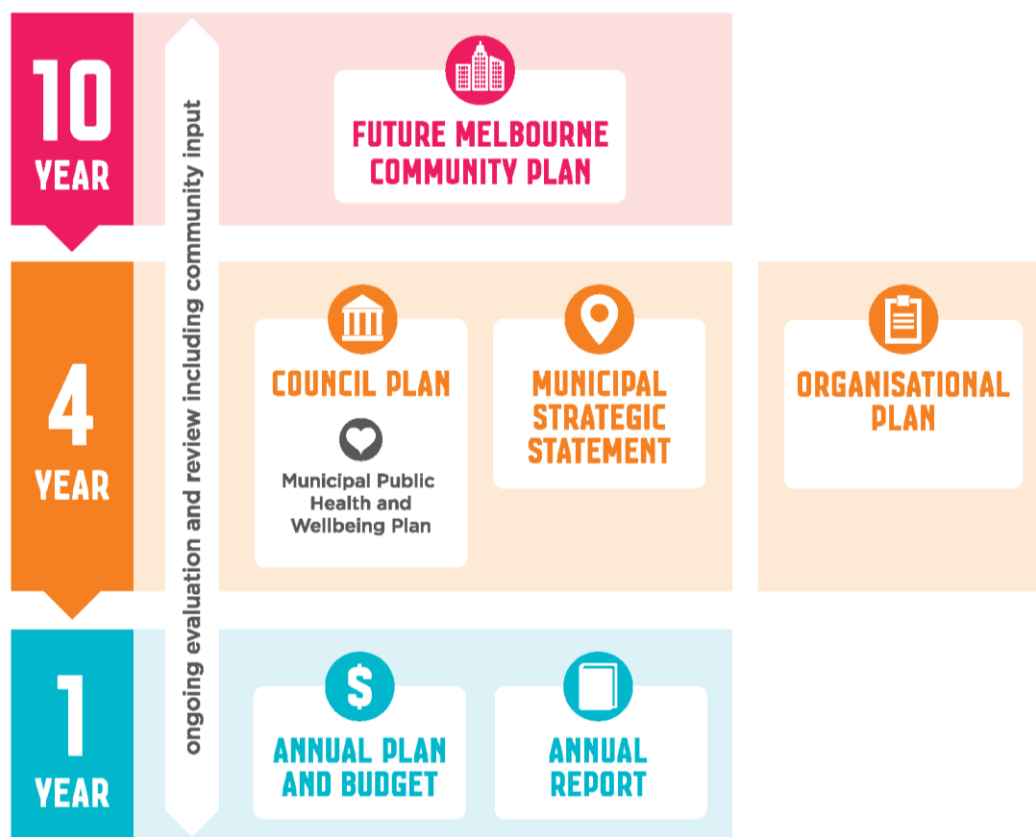 10
YEAR
ongoing evaluation and review including community input
FUTURE MELBOURNE
COMMUNITY PLAN
4
YEAR
COUNCIL PLAN
Municipal Public
Health and
Wellbeing Plan
MUNICIPAL
STRATEGIC
STATEMENT
ORGANISATIONAL
PLAN
1
YEAR
$
ANNUAL PLAN
AND BUDGET
ANNUAL
REPORT